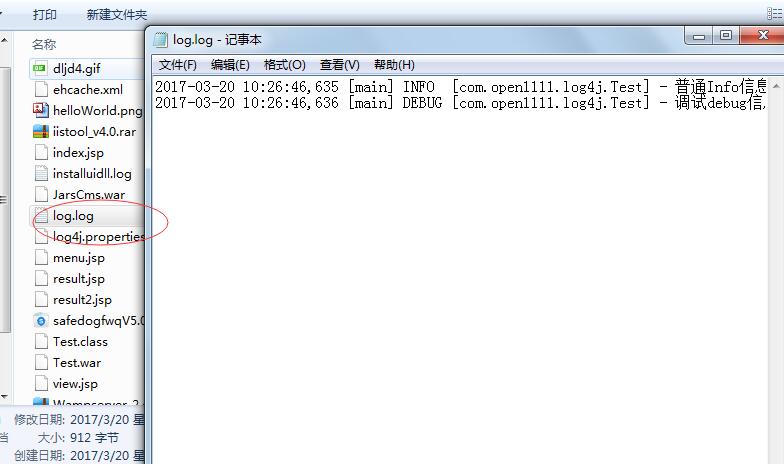 打印
新建文件夹
名称
dljd4.gif
ehcache.xml
helloWorld.png
iistool_v4.0.rar
index.jsp
installuidll.log
JarsCms.war
log.log
log4j.properties
menu.jsp
result.jsp
result2.jsp
safedogfwqV5.0
Test.class
Test.war
view.jsp
Wampserver-2
修改日期: 2017/3/20 星
大小: 912 字节
创建日期: 2017/3/20 星
log.log - 记事本
文件(F) 编辑(E) 格式(O) 查看(V) 帮助(H)
2017-03-20 10:26:46,635 [main] INFO [com.open1111.log4j.Test] - 普通Info信息
2017-03-20 10:26:46,636 [main] DEBUG [com.open1111.log4j.Test] - 调试debug信